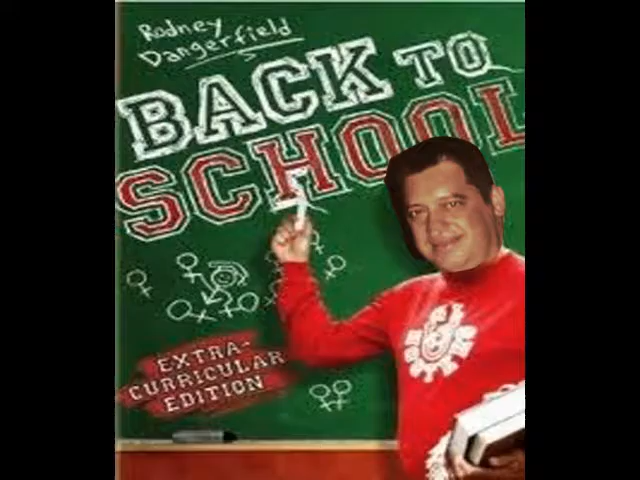 Rodney
Dangerfield
BACK TO
SCHOOL
EXTRA-
CURRICULAR
EDITION